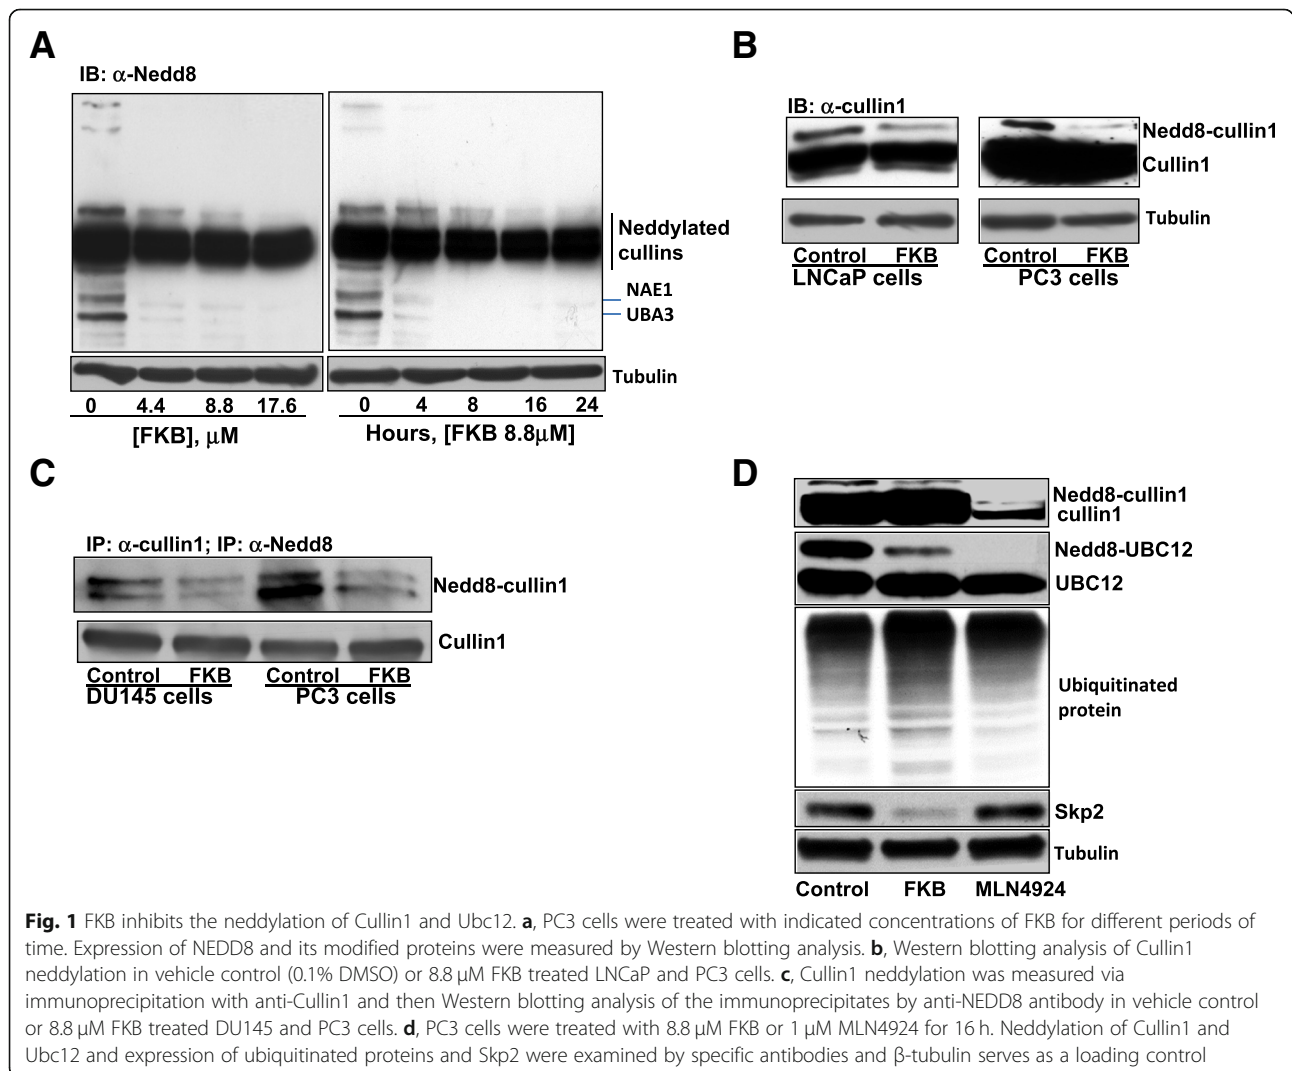 A
IB: α-Nedd8
Neddylated
cullins
NAE1
UBA3
Tubulin
0 4.4 8.8 17.6
[FKB], μM
0 4 8 16 24
Hours, [FKB 8.8μM]
B
IB: α-cullin1
Nedd8-cullin1
Cullin1
Tubulin
Control FKB
LNCaP cells
Control FKB
PC3 cells
C
IP: α-cullin1; IP: α-Nedd8
Nedd8-cullin1
Cullin1
Control FKB
DU145 cells
Control FKB
PC3 cells
D
Nedd8-cullin1
cullin1
Nedd8-UBC12
UBC12
Ubiquitinated
protein
Skp2
Tubulin
Control FKB MLN4924
Fig. 1 FKB inhibits the neddylation of Cullin1 and Ubc12. a, PC3 cells were treated with indicated concentrations of FKB for different periods of
time. Expression of NEDD8 and its modified proteins were measured by Western blotting analysis. b, Western blotting analysis of Cullin1
neddylation in vehicle control (0.1% DMSO) or 8.8 μM FKB treated LNCaP and PC3 cells. c, Cullin1 neddylation was measured via
immunoprecipitation with anti-Cullin1 and then Western blotting analysis of the immunoprecipitates by anti-NEDD8 antibody in vehicle control
or 8.8 μM FKB treated DU145 and PC3 cells. d, PC3 cells were treated with 8.8 μM FKB or 1 μM MLN4924 for 16 h. Neddylation of Cullin1 and
Ubc12 and expression of ubiquitinated proteins and Skp2 were examined by specific antibodies and β-tubulin serves as a loading control